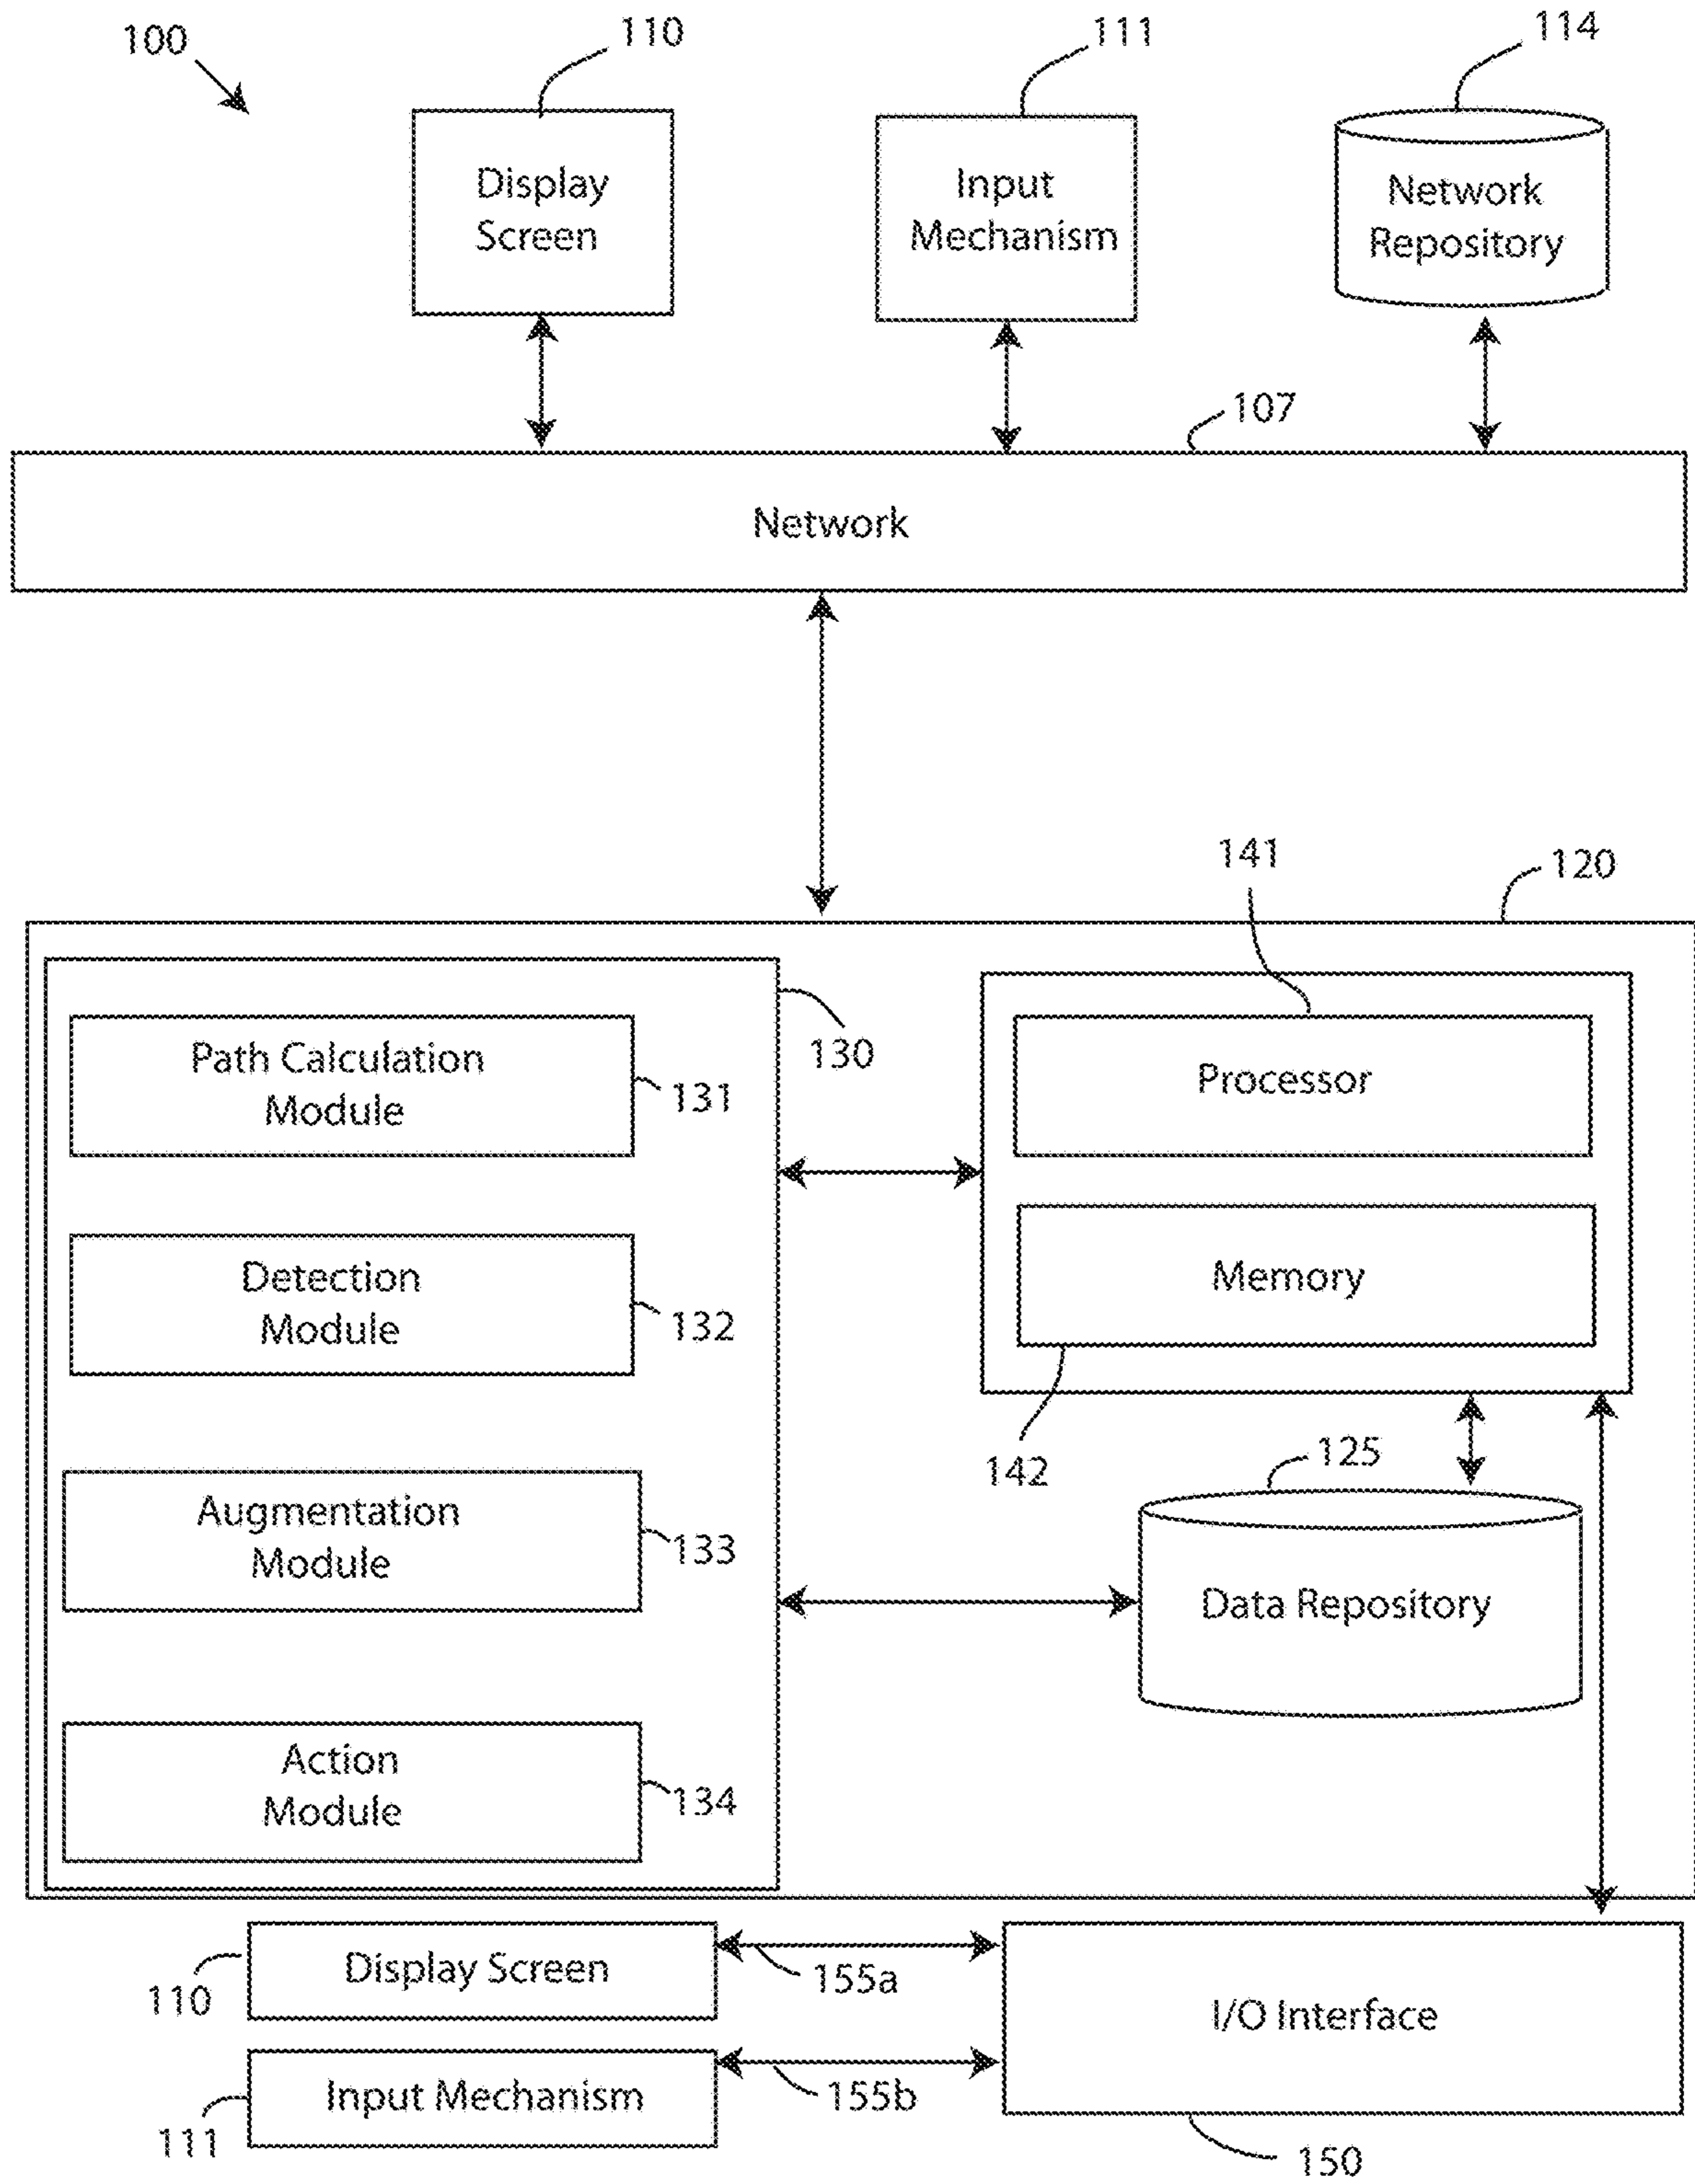 100
110
111
114
Display
Screen
Input
Mechanism
Network
Repository
107
Network
141
120
130
Path Calculation
Module
131
Processor
Detection
Module
132
Memory
142
125
Augmentation
Module
133
Data Repository
Action
Module
134
Display Screen
110
155a
I/O Interface
Input Mechanism
111
155b
150